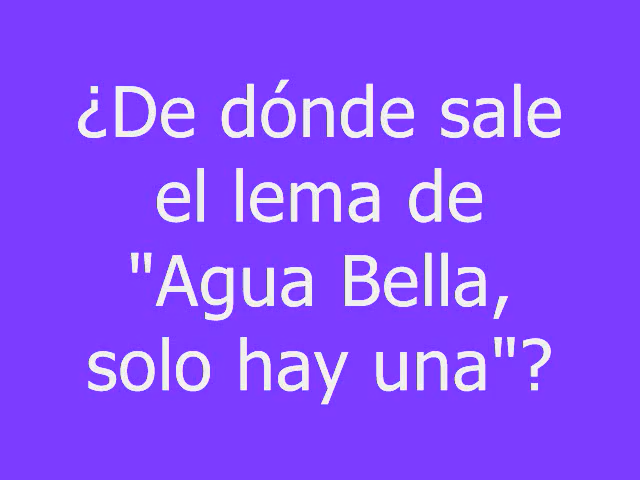 ¿De dónde sale
el lema de
"Agua Bella,
solo hay una"?